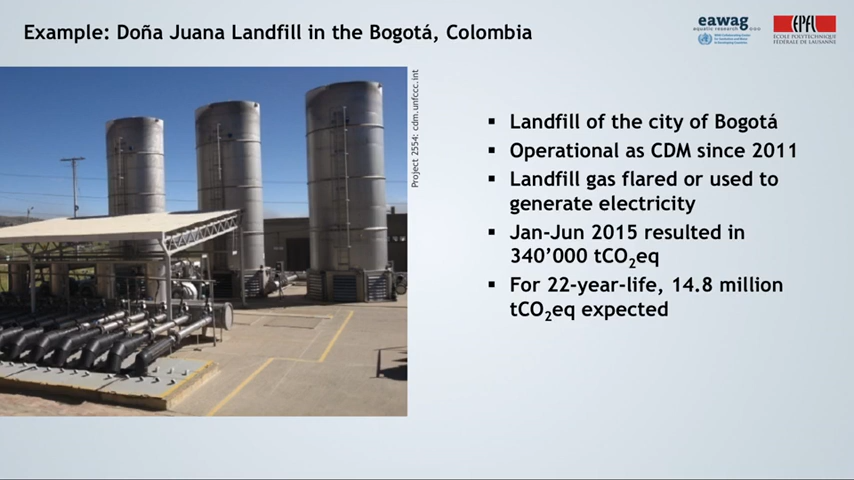 Example: Doña Juana Landfill in the Bogotá, Colombia
eawag
aquatic research
EPFL
ECOLE POLYTECHNIQUE
FÉDÉRALE DE LAUSANNE
Project 2554: cdm.unfccc.int
▪ Landfill of the city of Bogotá
▪ Operational as CDM since 2011
▪ Landfill gas flared or used to
generate electricity
▪ Jan-Jun 2015 resulted in
340’000 tCO₂eq
▪ For 22-year-life, 14.8 million
tCO₂eq expected